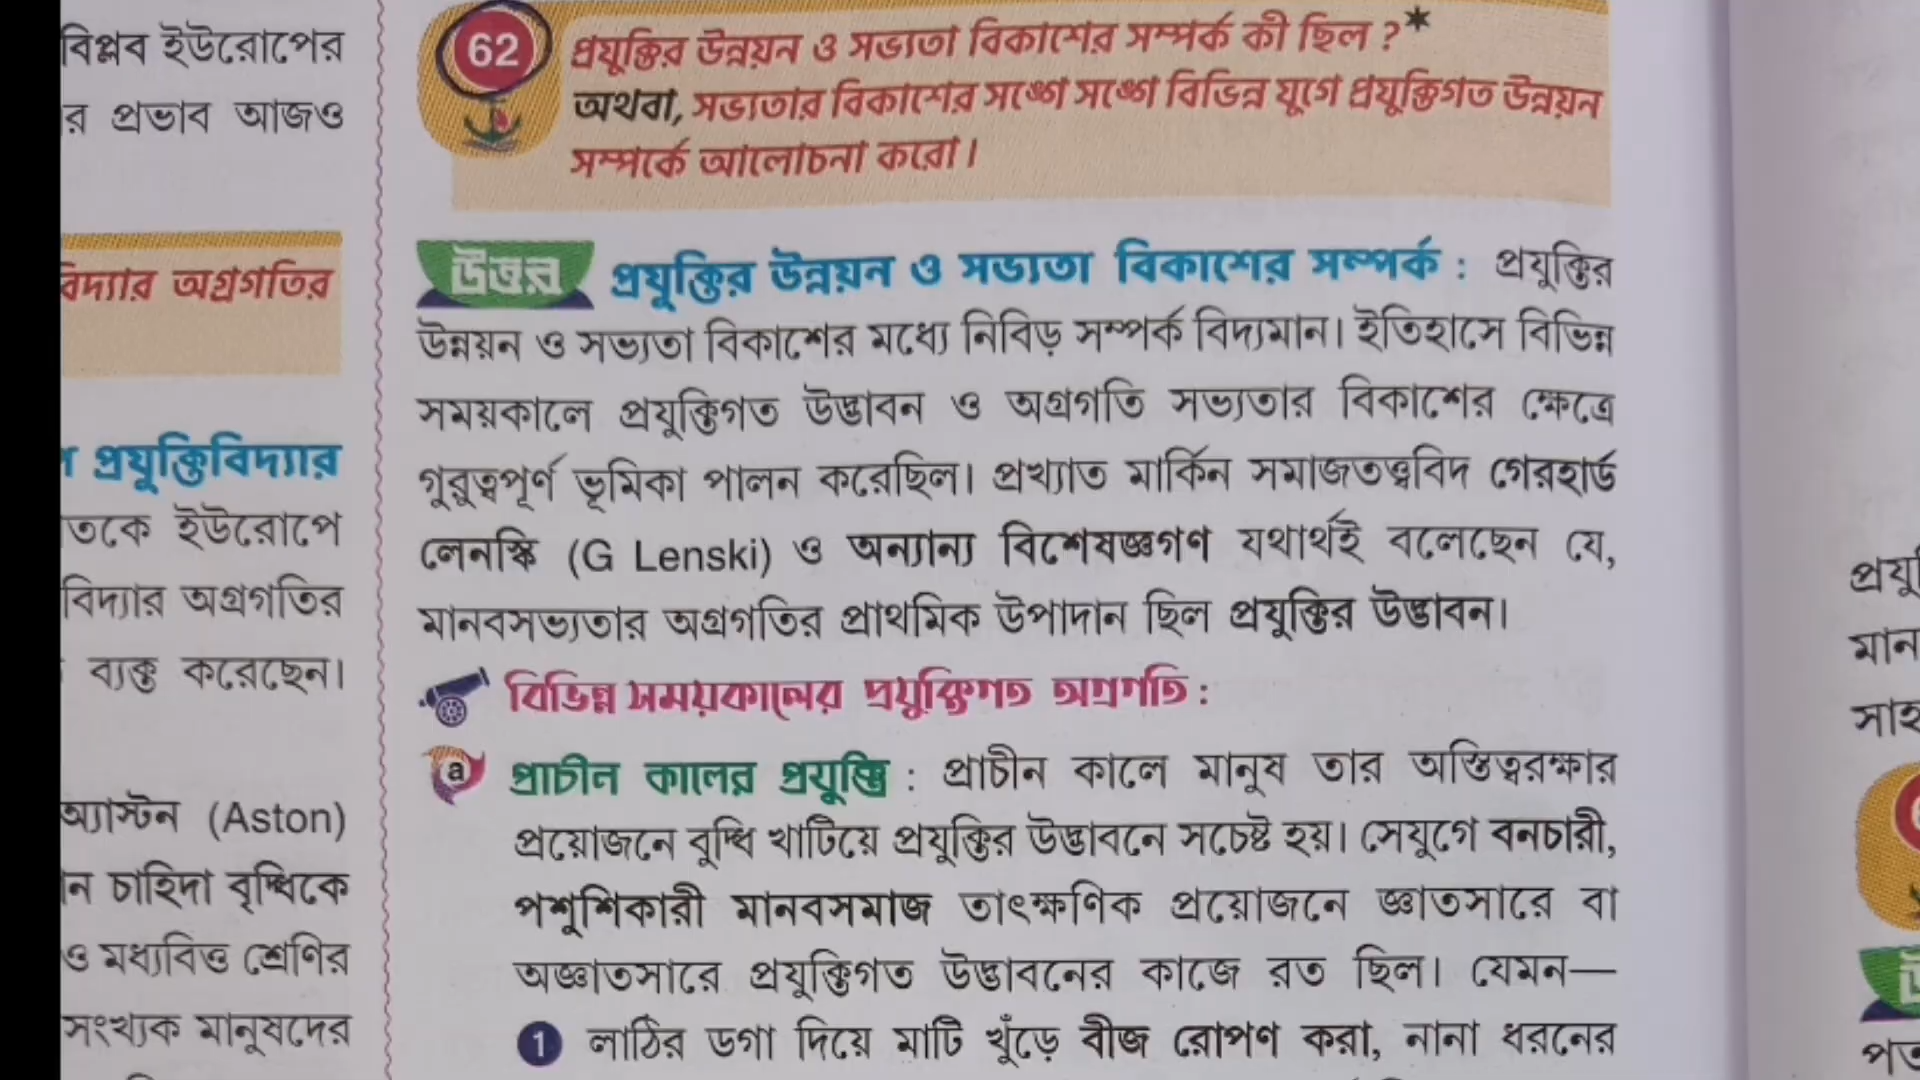 বিপ্লব ইউরোপের
র প্রভাব আজও
বিদ্যার অগ্রগতির
প্রযুক্তিবিদ্যার
তকে ইউরোপে
বিদ্যার অগ্রগতির
ব্যক্ত করেছেন।
অ্যাস্টন (Aston)
ন চাহিদা বৃদ্ধিকে
ও মধ্যবিত্ত শ্রেণির
সংখ্যক মানুষদের
62 প্রযুক্তির উন্নয়ন ও সভ্যতা বিকাশের সম্পর্ক কী ছিল ?*
অথবা, সভ্যতার বিকাশের সঙ্গে সঙ্গে বিভিন্ন যুগে প্রযুক্তিগত উন্নয়ন
সম্পর্কে আলোচনা করো।
উত্তর প্রযুক্তির উন্নয়ন ও সভ্যতা বিকাশের সম্পর্ক : প্রযুক্তির
উন্নয়ন ও সভ্যতা বিকাশের মধ্যে নিবিড় সম্পর্ক বিদ্যমান। ইতিহাসে বিভিন্ন
সময়কালে প্রযুক্তিগত উদ্ভাবন ও অগ্রগতি সভ্যতার বিকাশের ক্ষেত্রে
গুরুত্বপূর্ণ ভূমিকা পালন করেছিল। প্রখ্যাত মার্কিন সমাজতত্ত্ববিদ গেরহার্ড
লেনস্কি (G Lenski) ও অন্যান্য বিশেষজ্ঞগণ যথার্থই বলেছেন যে,
মানবসভ্যতার অগ্রগতির প্রাথমিক উপাদান ছিল প্রযুক্তির উদ্ভাবন।
বিভিন্ন সময়কালের প্রযুক্তিগত অগ্রগতি :
a প্রাচীন কালের প্রযুক্তি : প্রাচীন কালে মানুষ তার অস্তিত্বরক্ষার
প্রয়োজনে বুদ্ধি খাটিয়ে প্রযুক্তির উদ্ভাবনে সচেষ্ট হয়। সেযুগে বনচারী,
পশুশিকারী মানবসমাজ তাৎক্ষণিক প্রয়োজনে জ্ঞাতসারে বা
অজ্ঞাতসারে প্রযুক্তিগত উদ্ভাবনের কাজে রত ছিল। যেমন—
1 লাঠির ডগা দিয়ে মাটি খুঁড়ে বীজ রোপণ করা, নানা ধরনের
প্রযু
মান
সাহ